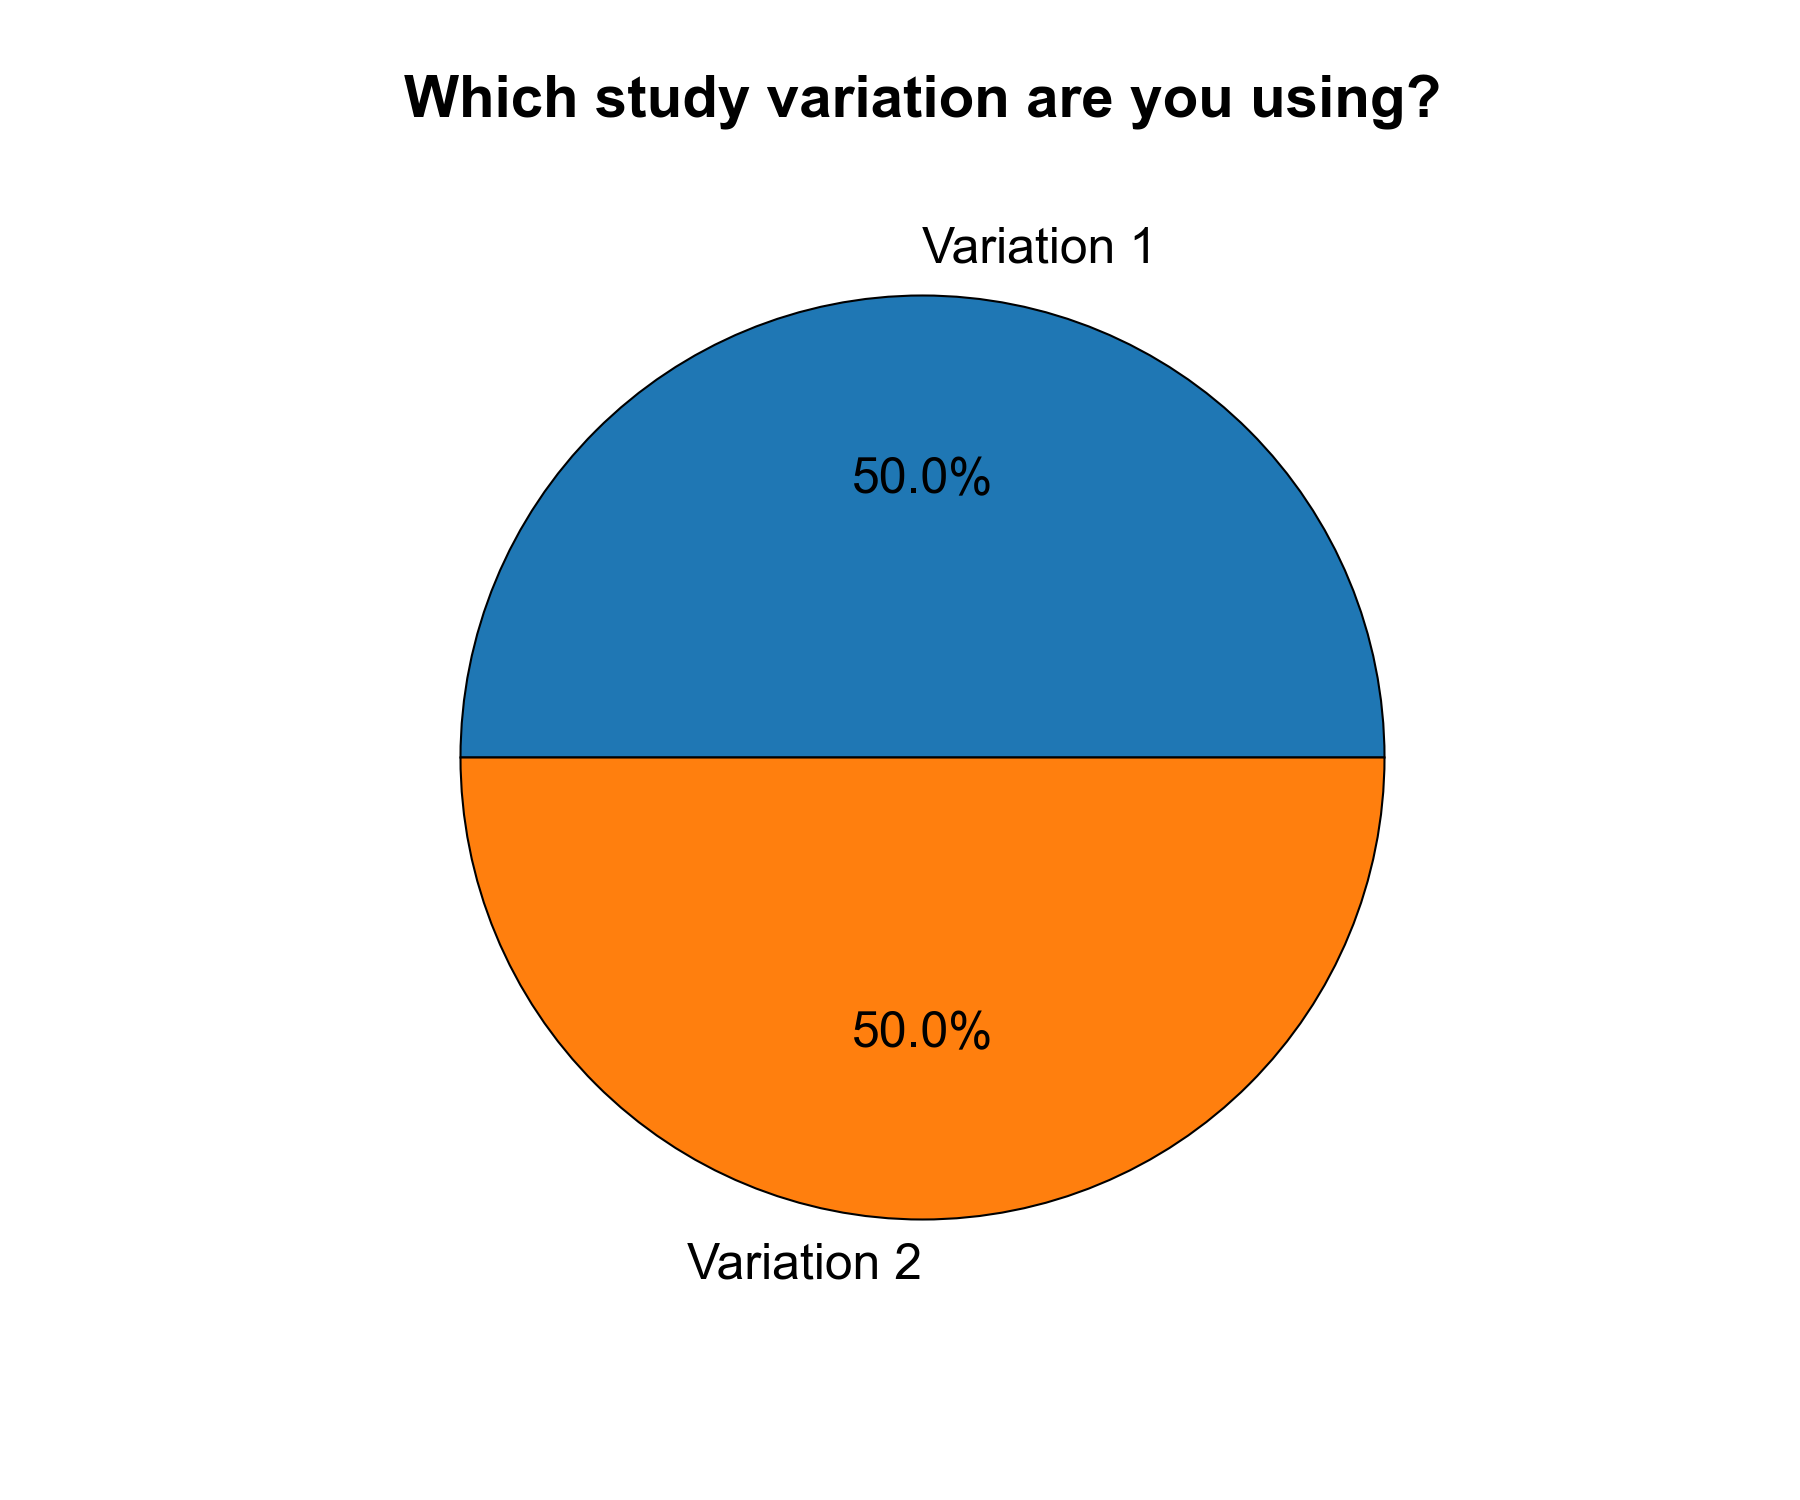 Which study variation are you using?
Variation 1
50.0%
50.0%
Variation 2